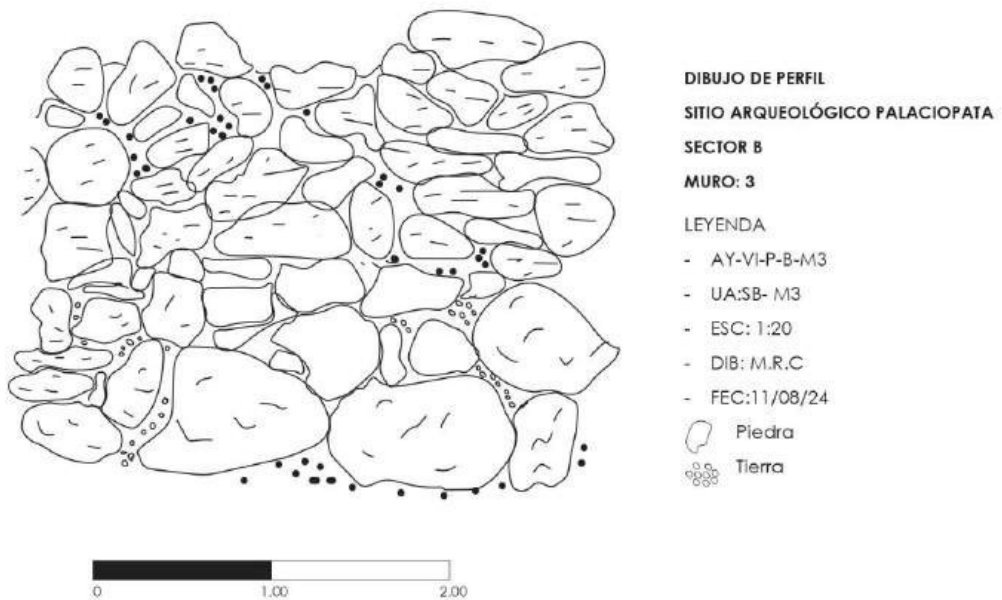 DIBUJO DE PERFIL
SITIO ARQUEOLÓGICO PALACIOPATA
SECTOR B
MURO: 3
LEYENDA
- AY-VI-P-B-M3
- UA:SB- M3
- ESC: 1:20
- DIB: M.R.C
- FEC:11/08/24
Piedra
Tierra
0 1.00 2.00